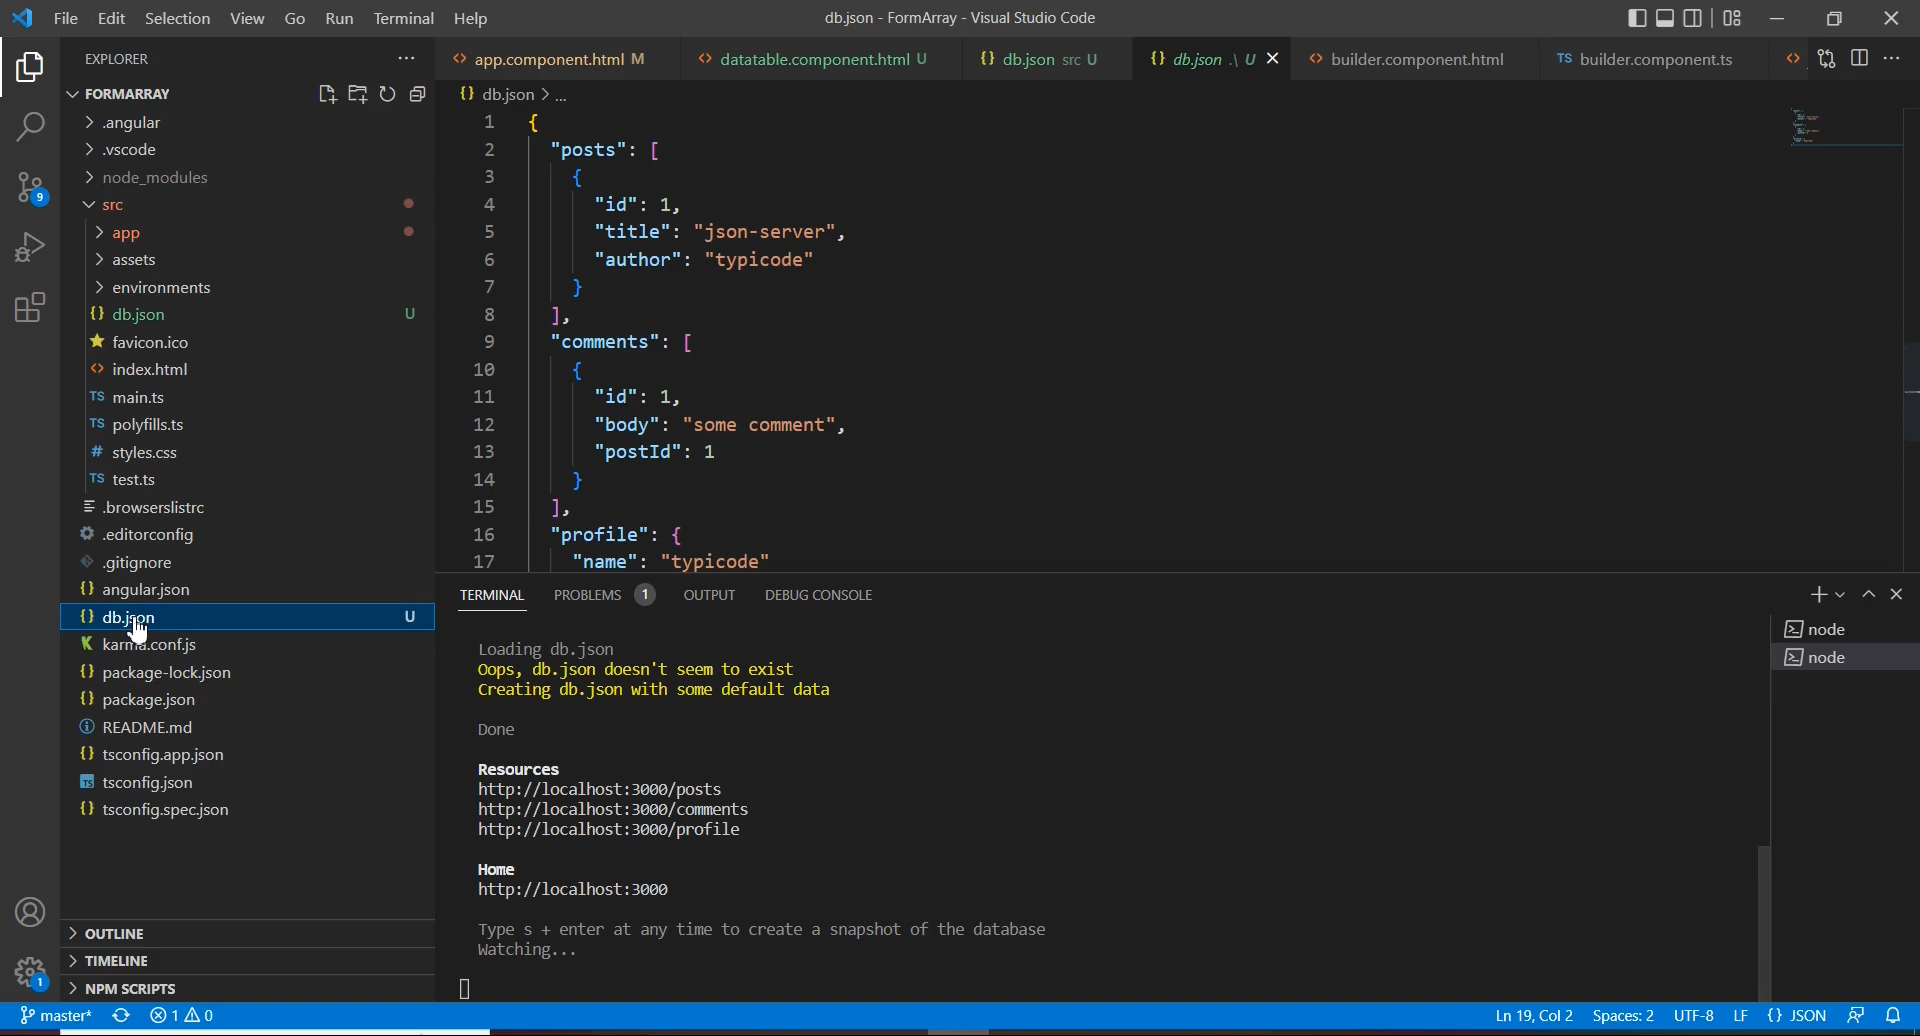 File Edit Selection View Go Run Terminal Help
db.json - FormArray - Visual Studio Code
EXPLORER
FORMARRAY
.angular
.vscode
node_modules
src
app
assets
environments
{} db.json U
favicon.ico
<> index.html
TS main.ts
TS polyfills.ts
# styles.css
TS test.ts
.browserslistrc
.editorconfig
.gitignore
{} angular.json
{} db.json U
karma.conf.js
{} package-lock.json
{} package.json
README.md
{} tsconfig.app.json
TS tsconfig.json
{} tsconfig.spec.json
OUTLINE
TIMELINE
NPM SCRIPTS
9
1
<> app.component.html M
<> datatable.component.html U
{} db.json src U
{} db.json .\ U
<> builder.component.html
TS builder.component.ts
<>
{} db.json > ...
1 {
2 "posts": [
3 {
4 "id": 1,
5 "title": "json-server",
6 "author": "typicode"
7 }
8 ],
9 "comments": [
10 {
11 "id": 1,
12 "body": "some comment",
13 "postId": 1
14 }
15 ],
16 "profile": {
17 "name": "typicode"
TERMINAL PROBLEMS 1 OUTPUT DEBUG CONSOLE
Loading db.json
Oops, db.json doesn't seem to exist
Creating db.json with some default data
Done
Resources
http://localhost:3000/posts
http://localhost:3000/comments
http://localhost:3000/profile
Home
http://localhost:3000
Type s + enter at any time to create a snapshot of the database
Watching...
node
node
master* 1 0
Ln 19, Col 2 Spaces: 2 UTF-8 LF {} JSON